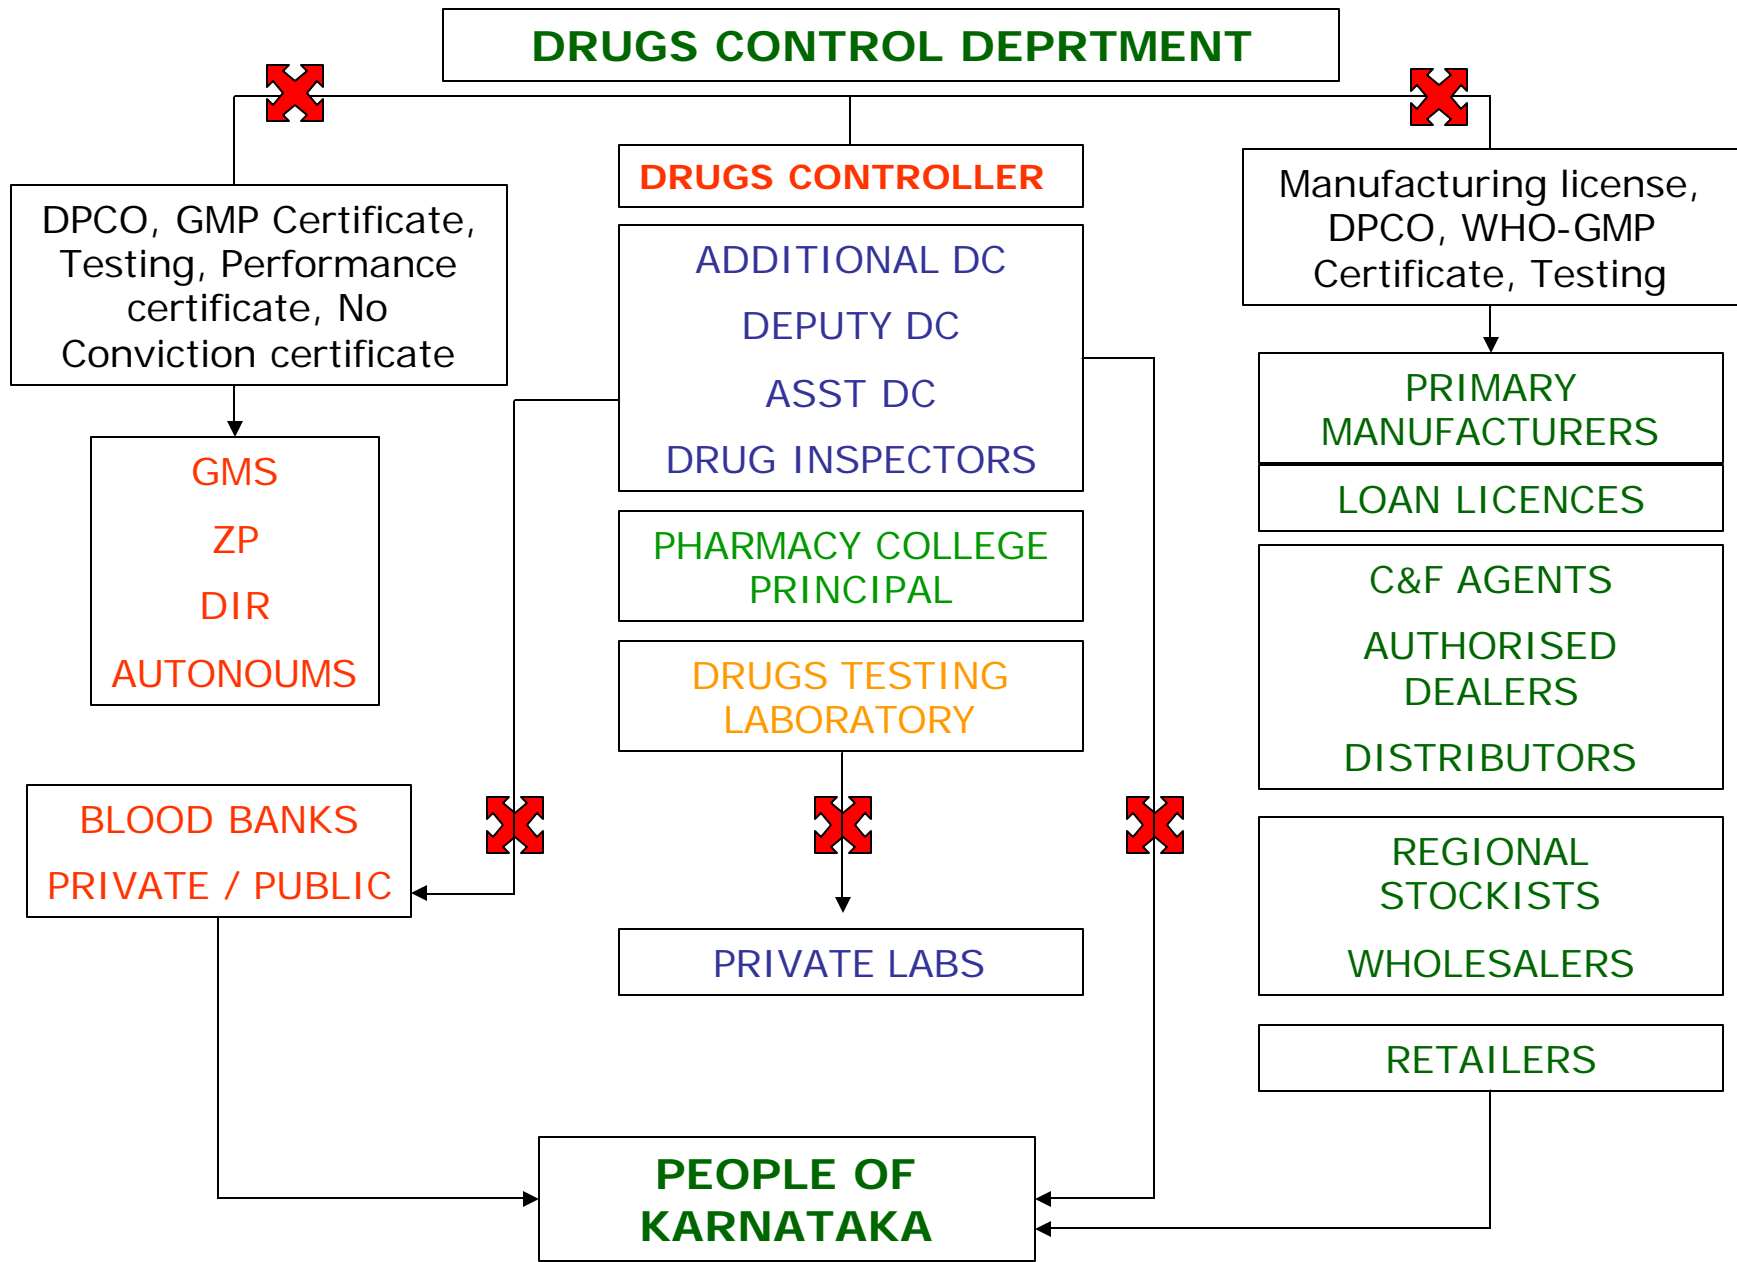 DRUGS CONTROL DEPRTMENT
DPCO, GMP Certificate,
Testing, Performance
certificate, No
Conviction certificate
GMS
ZP
DIR
AUTONOUMS
BLOOD BANKS
PRIVATE / PUBLIC
DRUGS CONTROLLER
ADDITIONAL DC
DEPUTY DC
ASST DC
DRUG INSPECTORS
PHARMACY COLLEGE
PRINCIPAL
DRUGS TESTING
LABORATORY
PRIVATE LABS
Manufacturing license,
DPCO, WHO-GMP
Certificate, Testing
PRIMARY
MANUFACTURERS
LOAN LICENCES
C&F AGENTS
AUTHORISED
DEALERS
DISTRIBUTORS
REGIONAL
STOCKISTS
WHOLESALERS
RETAILERS
PEOPLE OF
KARNATAKA